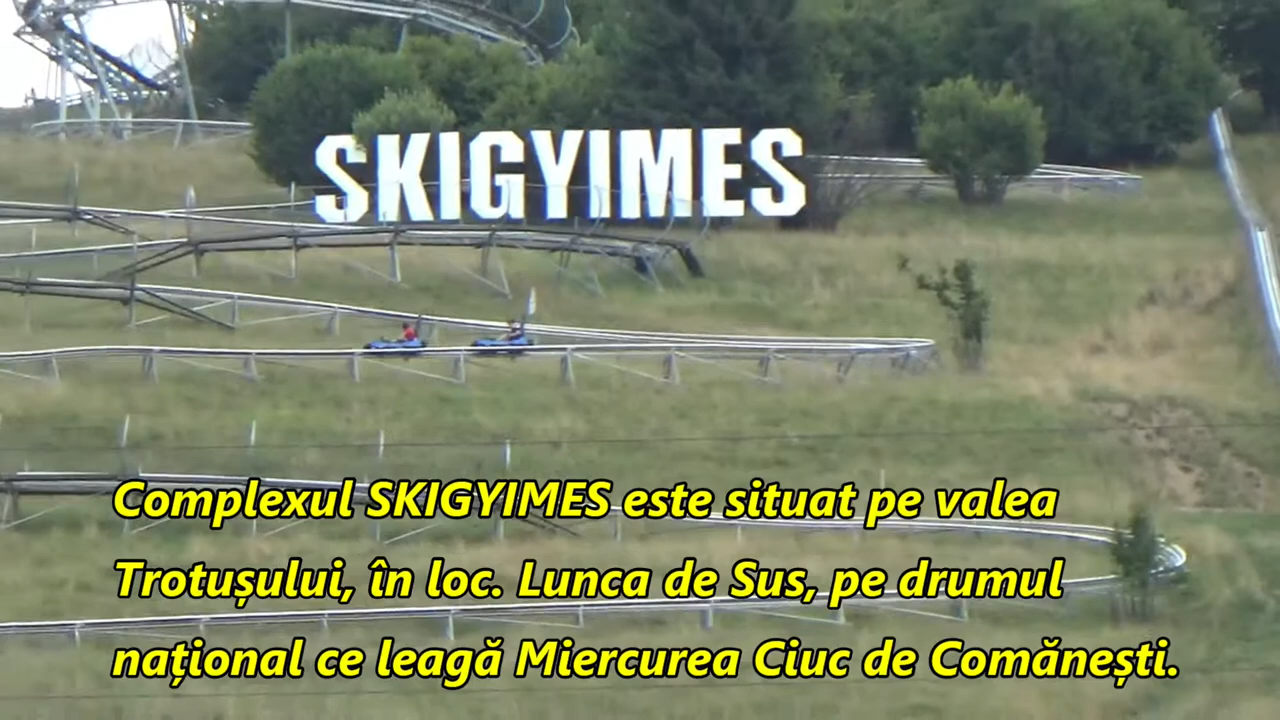 SKIGYIMES
Complexul SKIGYIMES este situat pe valea
Trotușului, în loc. Lunca de Sus, pe drumul
național ce leagă Miercurea Ciuc de Comănești.